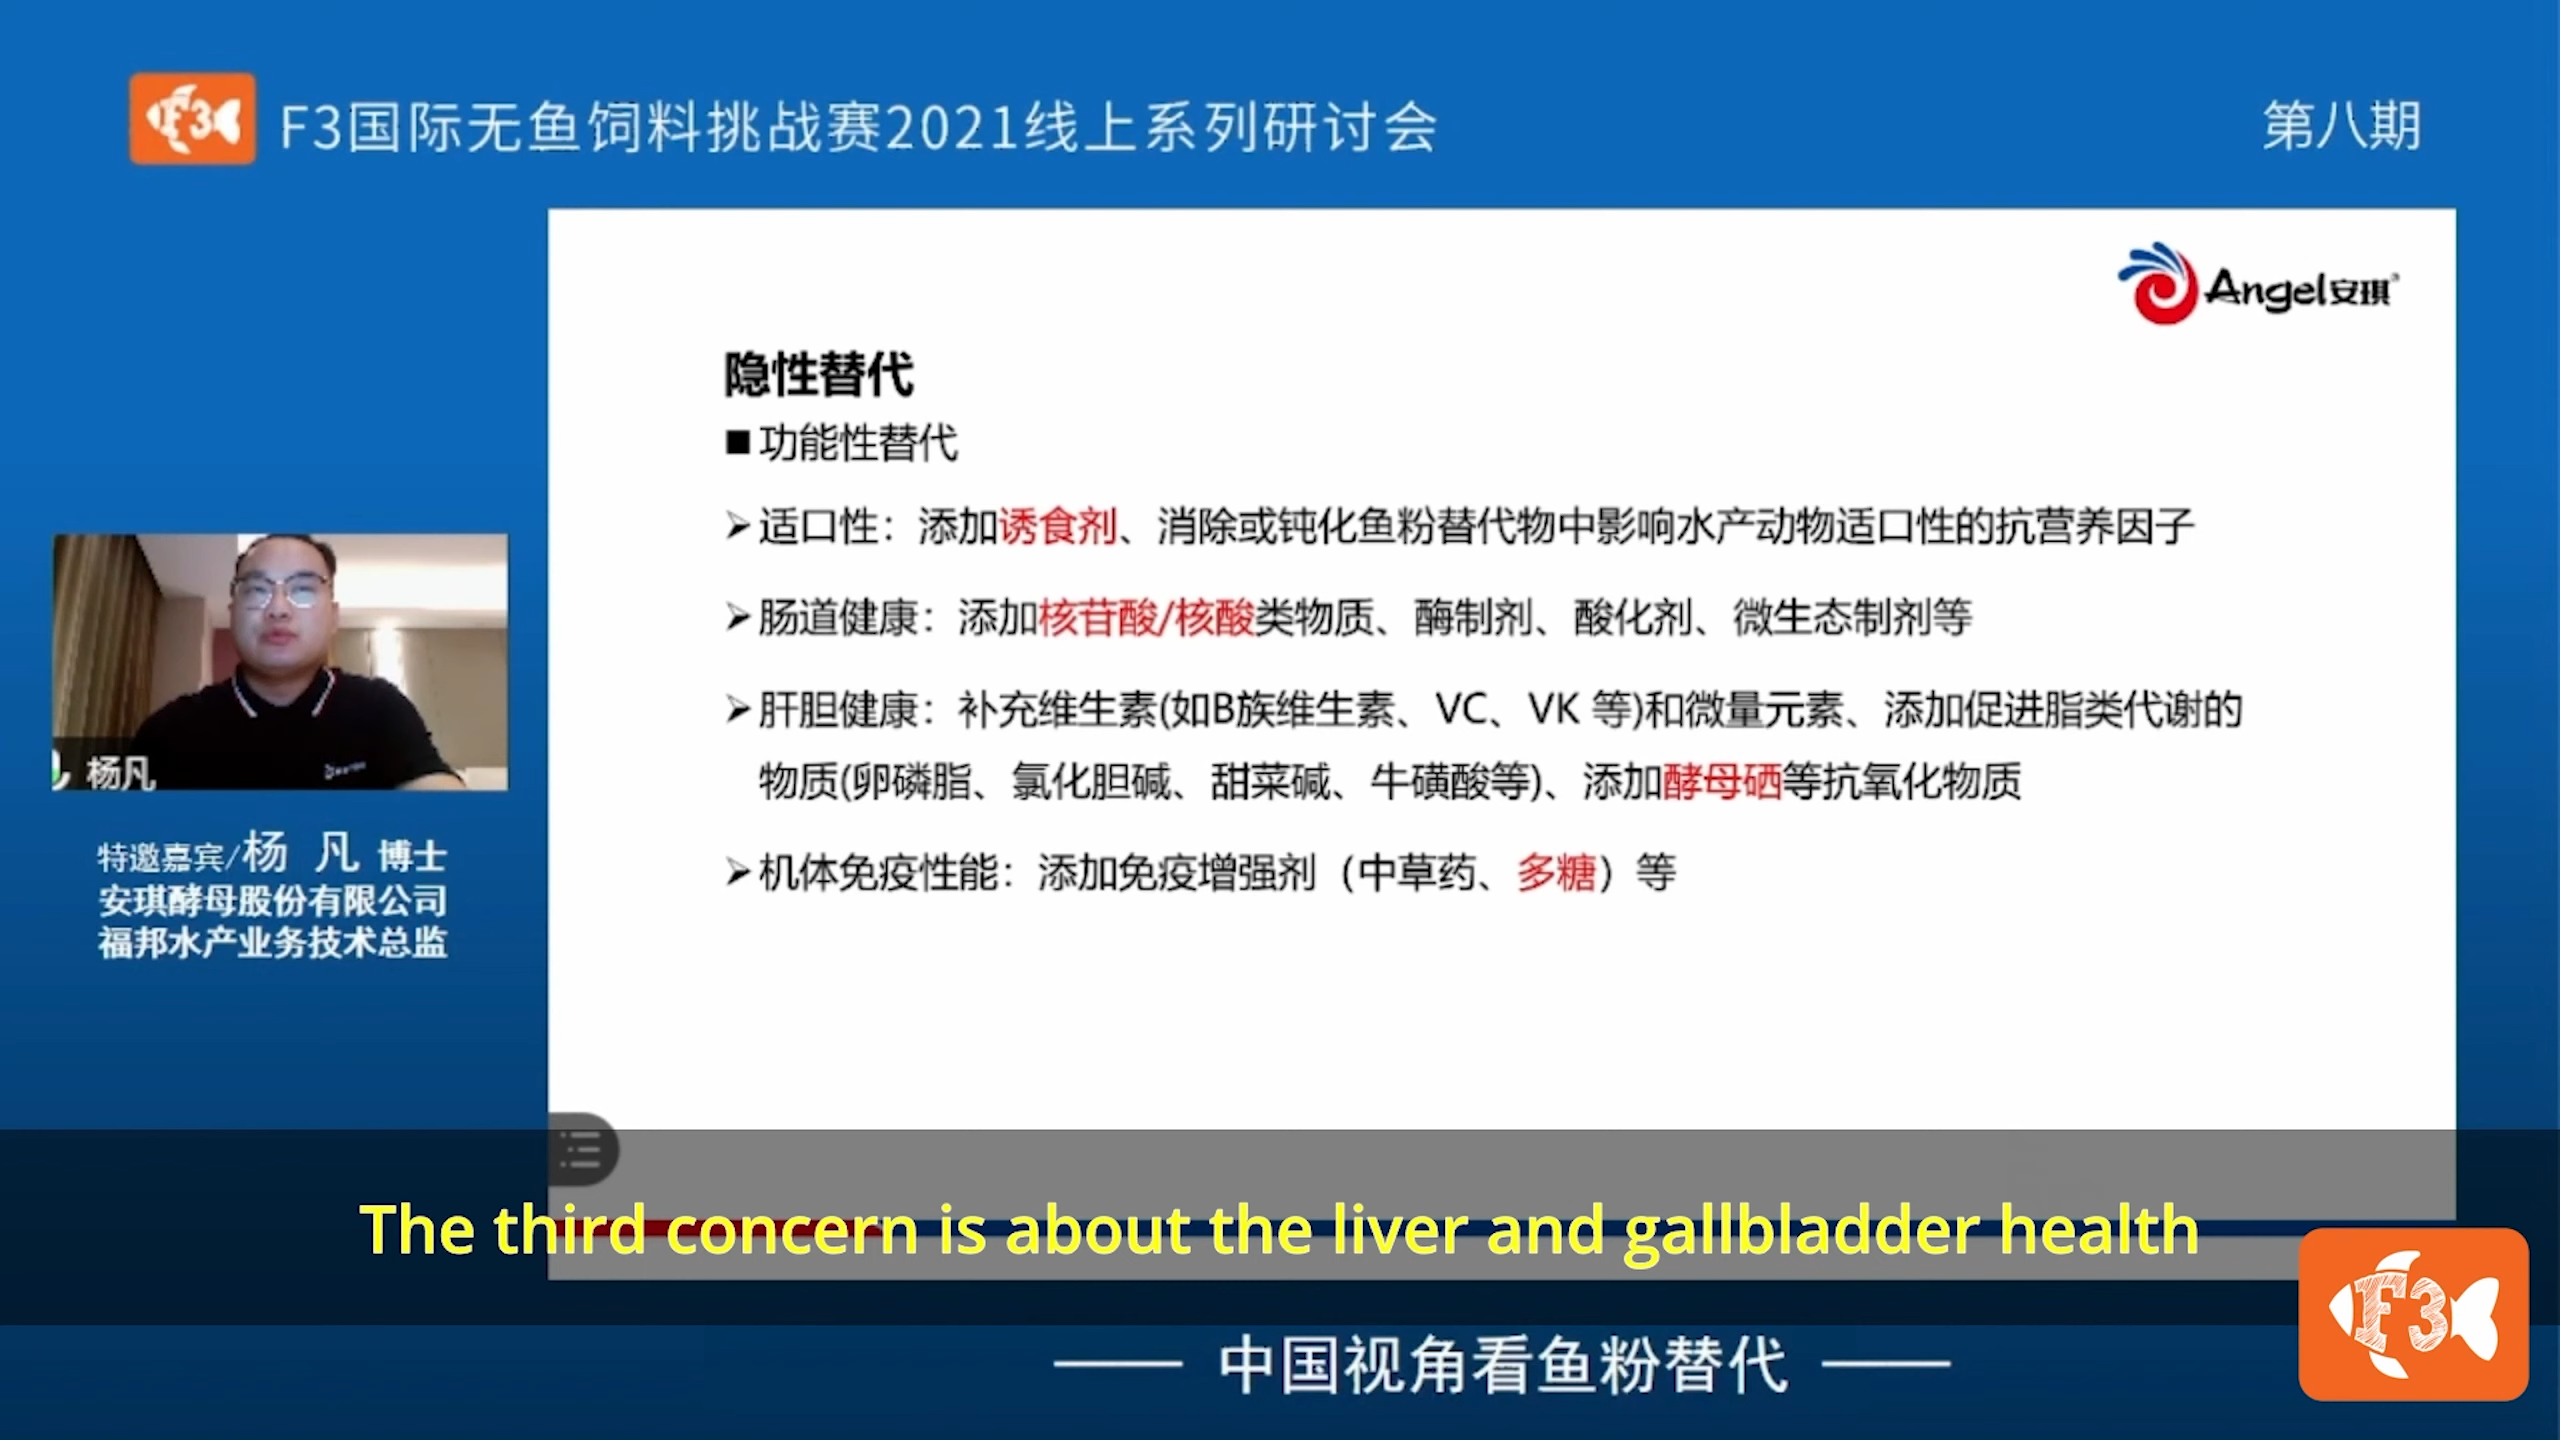 F3
F3国际无鱼饲料挑战赛2021线上系列研讨会
第八期
Angel安琪
隐性替代
■功能性替代
➢适口性：添加诱食剂、消除或钝化鱼粉替代物中影响水产动物适口性的抗营养因子
➢肠道健康：添加核苷酸/核酸类物质、酶制剂、酸化剂、微生态制剂等
➢肝胆健康：补充维生素(如B族维生素、VC、VK 等)和微量元素、添加促进脂类代谢的
物质(卵磷脂、氯化胆碱、甜菜碱、牛磺酸等)、添加酵母硒等抗氧化物质
➢机体免疫性能：添加免疫增强剂（中草药、多糖）等
杨凡
特邀嘉宾/杨 凡 博士
安琪酵母股份有限公司
福邦水产业务技术总监
The third concern is about the liver and gallbladder health
F3
中国视角看鱼粉替代